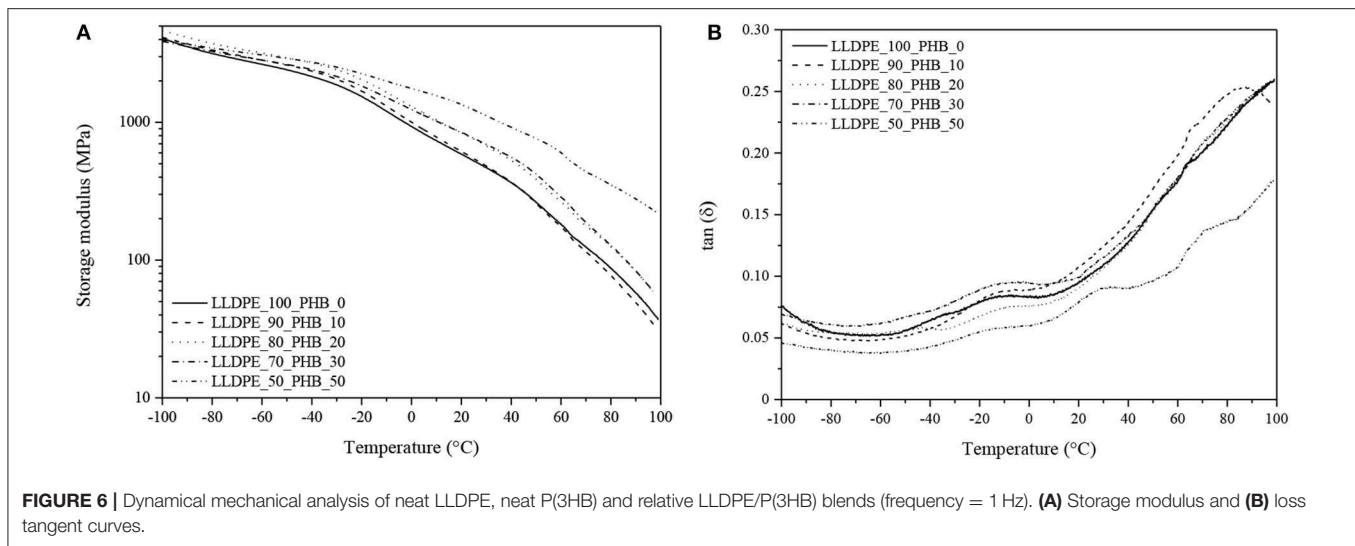 A
Storage modulus (MPa)
1000
100
10
LLDPE_100_PHB_0
LLDPE_90_PHB_10
LLDPE_80_PHB_20
LLDPE_70_PHB_30
LLDPE_50_PHB_50
-100 -80 -60 -40 -20 0 20 40 60 80 100
Temperature (°C)
B
tan (δ)
0.30
0.25
0.20
0.15
0.10
0.05
0
LLDPE_100_PHB_0
LLDPE_90_PHB_10
LLDPE_80_PHB_20
LLDPE_70_PHB_30
LLDPE_50_PHB_50
-100 -80 -60 -40 -20 0 20 40 60 80 100
Temperature (°C)
FIGURE 6 | Dynamical mechanical analysis of neat LLDPE, neat P(3HB) and relative LLDPE/P(3HB) blends (frequency = 1 Hz). (A) Storage modulus and (B) loss
tangent curves.